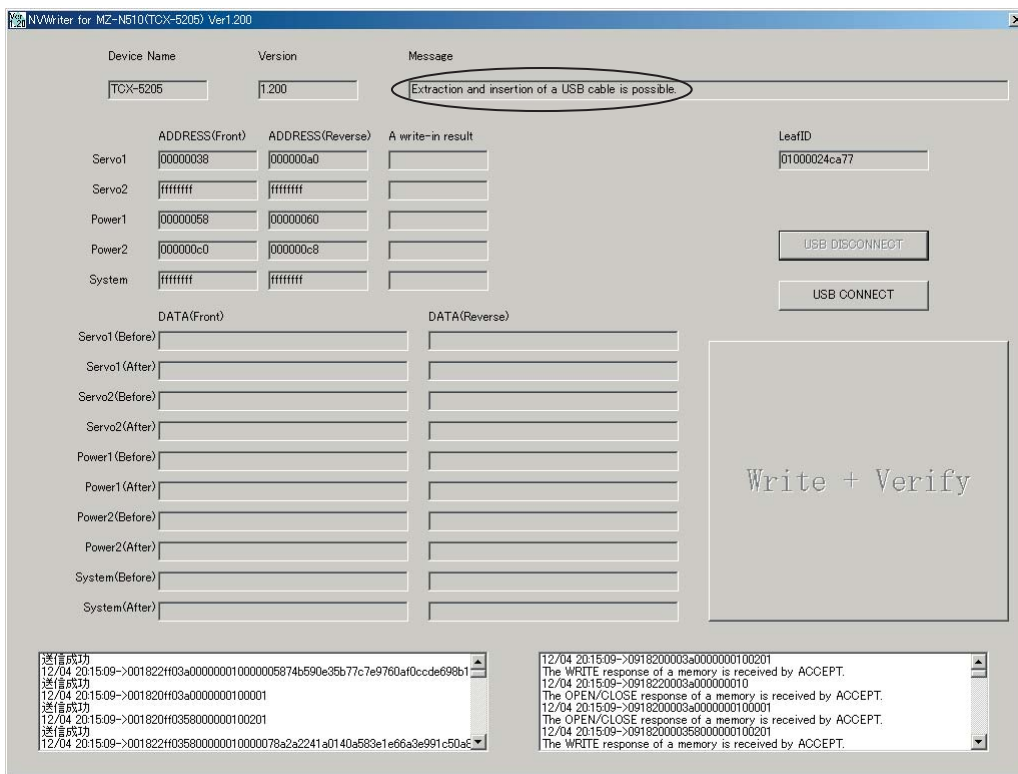 Ver. 1.20 NVWriter for MZ-N510(TCX-5205) Ver1.200
Device Name Version Message
TCX-5205 1.200 Extraction and insertion of a USB cable is possible.
ADDRESS(Front) ADDRESS(Reverse) A write-in result LeafID
Servo1 00000038 000000a0 01000024ca77
Servo2 ffffffff ffffffff
Power1 00000058 00000060
USB DISCONNECT
Power2 000000c0 000000c8
System ffffffff ffffffff
USB CONNECT
DATA(Front) DATA(Reverse)
Servo1(Before)
Servo1(After)
Servo2(Before)
Servo2(After)
Power1(Before)
Power1(After)
Write + Verify
Power2(Before)
Power2(After)
System(Before)
System(After)
送信成功
12/04 20:15:09->001822ff03a000000010000005874b590e35b77c7e9760af0ccde698b1
送信成功
12/04 20:15:09->001820ff03a0000000100001
送信成功
12/04 20:15:09->001820ff0358000000100201
送信成功
12/04 20:15:09->001822ff035800000010000078a2a2241a0140a583e1e66a3e991c50a8
12/04 20:15:09->0918200003a0000000100201
The WRITE response of a memory is received by ACCEPT.
12/04 20:15:09->0918220003a000000010
The OPEN/CLOSE response of a memory is received by ACCEPT.
12/04 20:15:09->0918200003a0000000100001
The OPEN/CLOSE response of a memory is received by ACCEPT.
12/04 20:15:09->091820000358000000100201
The WRITE response of a memory is received by ACCEPT.